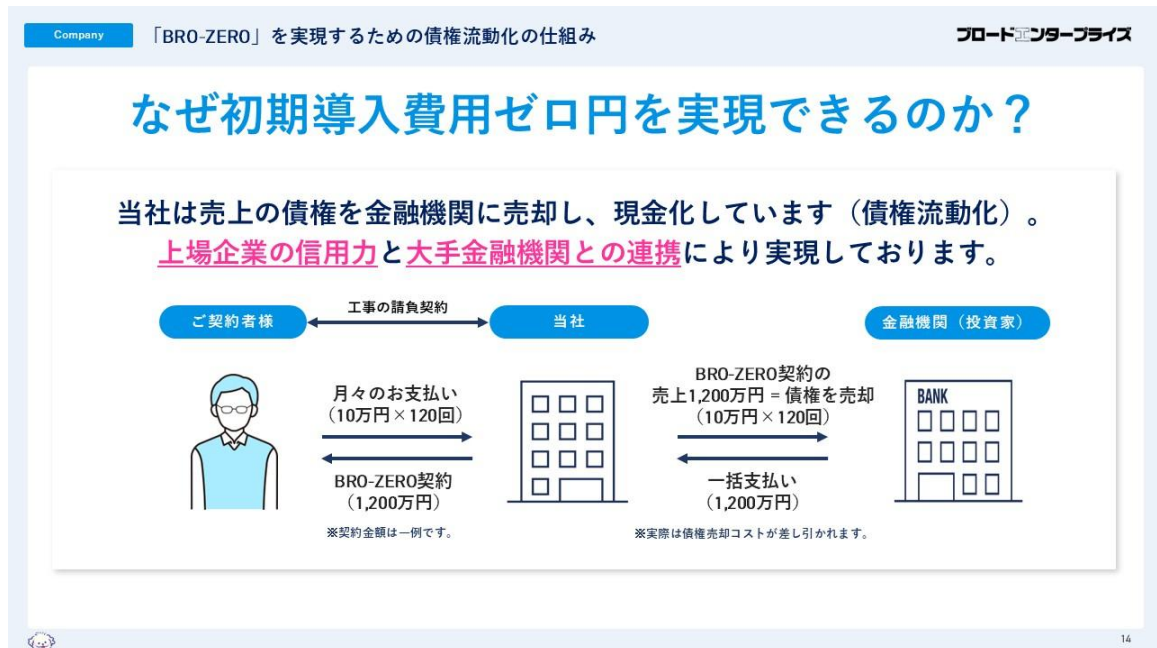 Company
「BRO-ZERO」を実現するための債権流動化の仕組み
ブロードエンタープライズ
なぜ初期導入費用ゼロ円を実現できるのか？
当社は売上の債権を金融機関に売却し、現金化しています（債権流動化）。
上場企業の信用力と大手金融機関との連携により実現しております。
ご契約者様
工事の請負契約
当社
金融機関（投資家）
月々のお支払い
（10万円×120回）
BRO-ZERO契約
（1,200万円）
※契約金額は一例です。
BRO-ZERO契約の
売上1,200万円 = 債権を売却
（10万円×120回）
一括支払い
（1,200万円）
※実際は債権売却コストが差し引かれます。
BANK
14